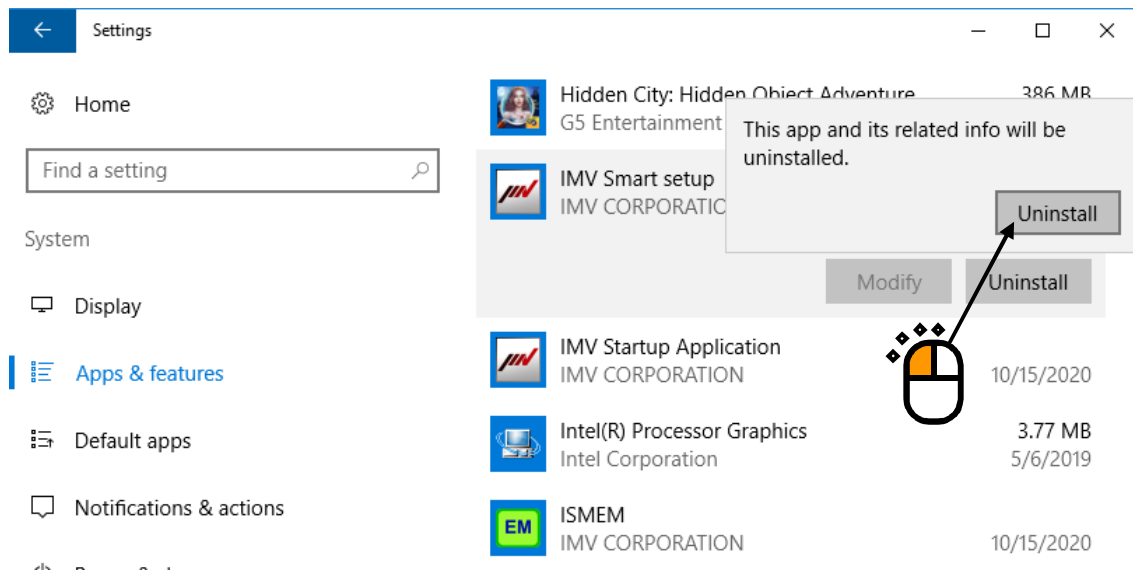 Settings
Home
Find a setting
System
Display
Apps & features
Default apps
Notifications & actions
Hidden City: Hidden Object Adventure
386 MB
G5 Entertainment
This app and its related info will be
uninstalled.
Uninstall
IMV Smart setup
IMV CORPORATIO
Modify
Uninstall
IMV Startup Application
IMV CORPORATION
10/15/2020
Intel(R) Processor Graphics
3.77 MB
Intel Corporation
5/6/2019
EM
ISMEM
IMV CORPORATION
10/15/2020